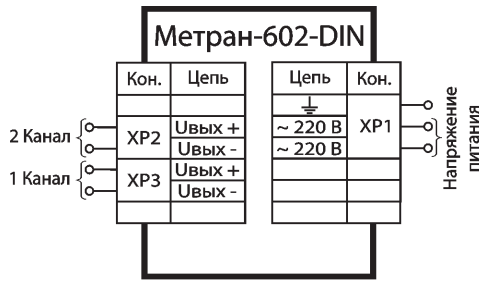 Метран-602-DIN
Кон. Цепь Цепь Кон.
2 Канал XP2 Uвых + ~ 220 В XP1
Uвых - ~ 220 В
1 Канал XP3 Uвых +
Uвых -
Напряжение
питания